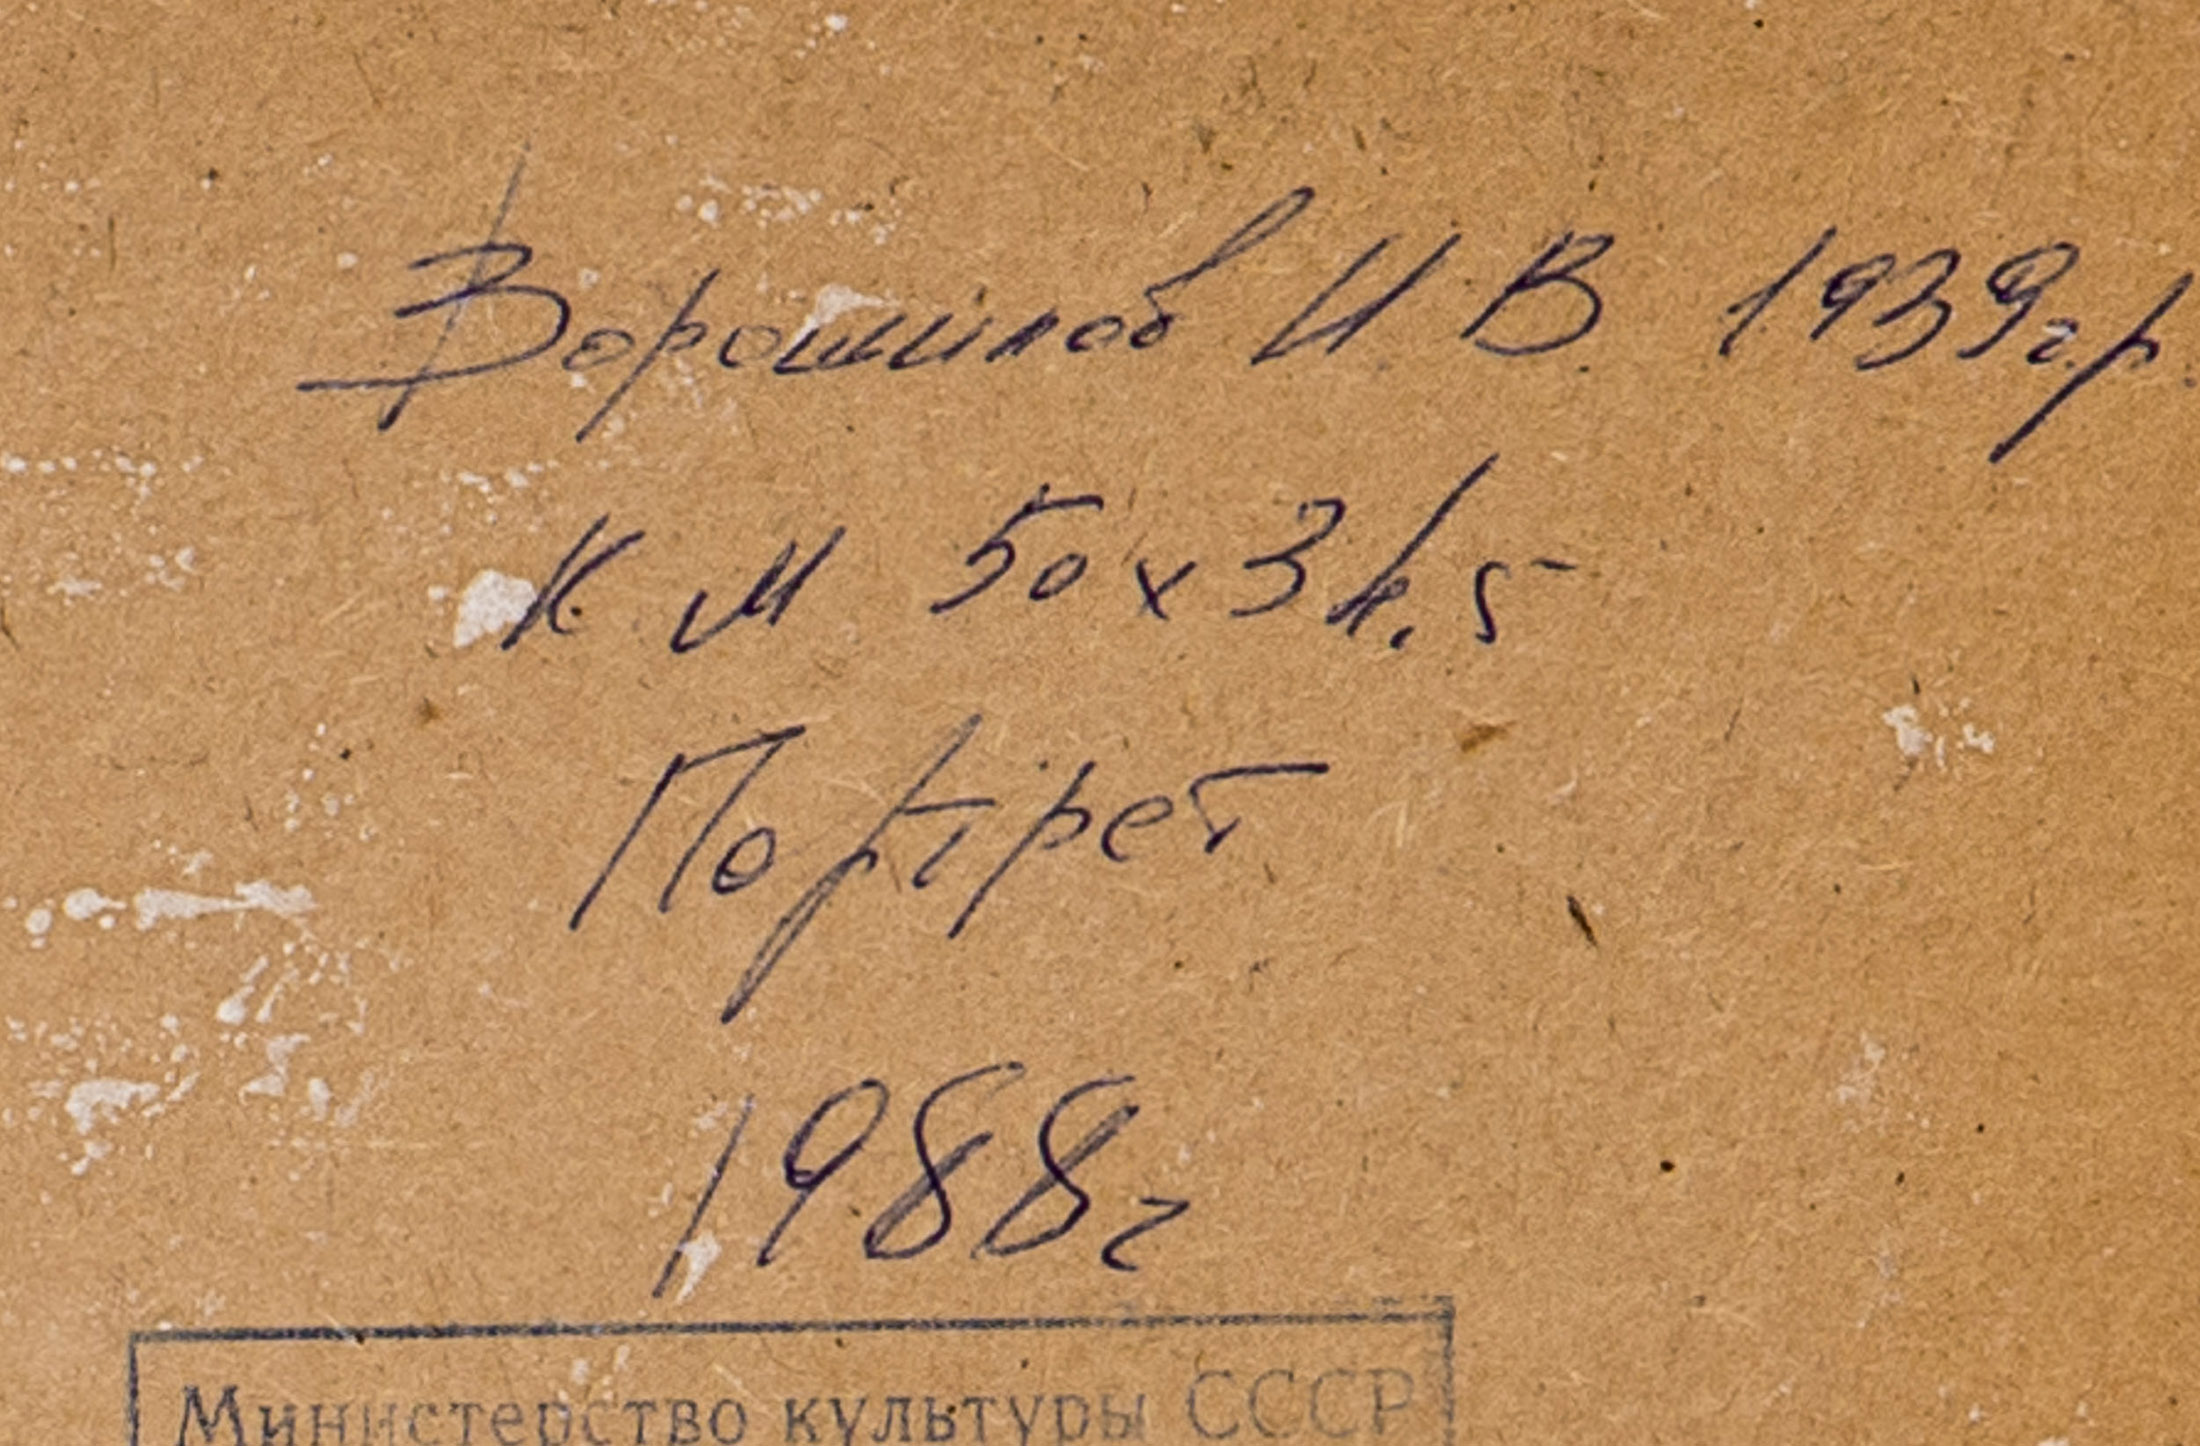 Ворошилов И. В. 1939г.р.
К. М 50х34,5
Портрет
1988г
Министерство культуры СССР